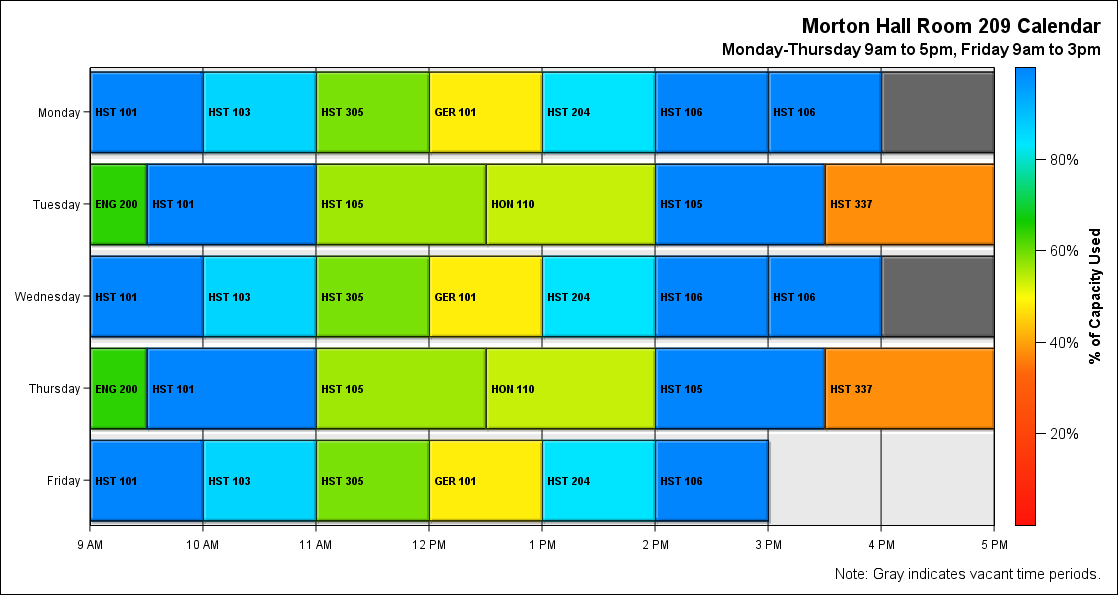 Morton Hall Room 209 Calendar
Monday-Thursday 9am to 5pm, Friday 9am to 3pm
Monday
HST 101 HST 103 HST 305 GER 101 HST 204 HST 106 HST 106
Tuesday
ENG 200 HST 101 HST 105 HON 110 HST 105 HST 337
Wednesday
HST 101 HST 103 HST 305 GER 101 HST 204 HST 106 HST 106
Thursday
ENG 200 HST 101 HST 105 HON 110 HST 105 HST 337
Friday
HST 101 HST 103 HST 305 GER 101 HST 204 HST 106
9 AM 10 AM 11 AM 12 PM 1 PM 2 PM 3 PM 4 PM 5 PM
80%
60%
40%
20%
% of Capacity Used
Note: Gray indicates vacant time periods.